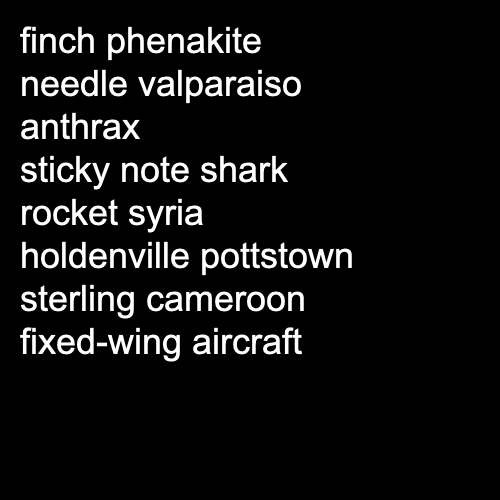 finch phenakite
needle valparaiso
anthrax
sticky note shark
rocket syria
holdenville pottstown
sterling cameroon
fixed-wing aircraft